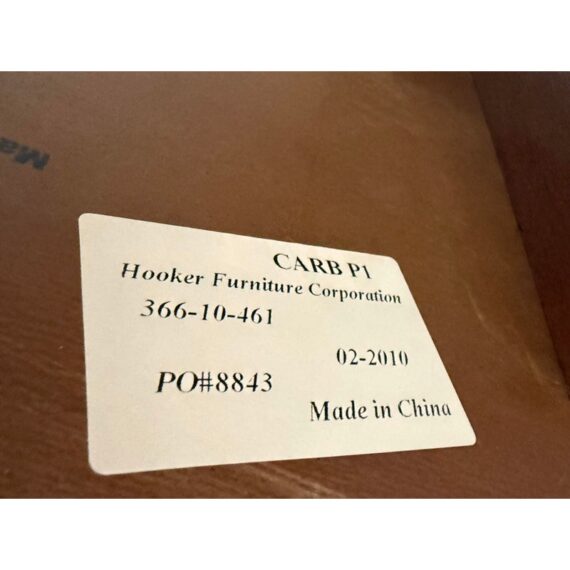 CARB P1
Hooker Furniture Corporation
366-10-461
02-2010
PO#8843
Made in China